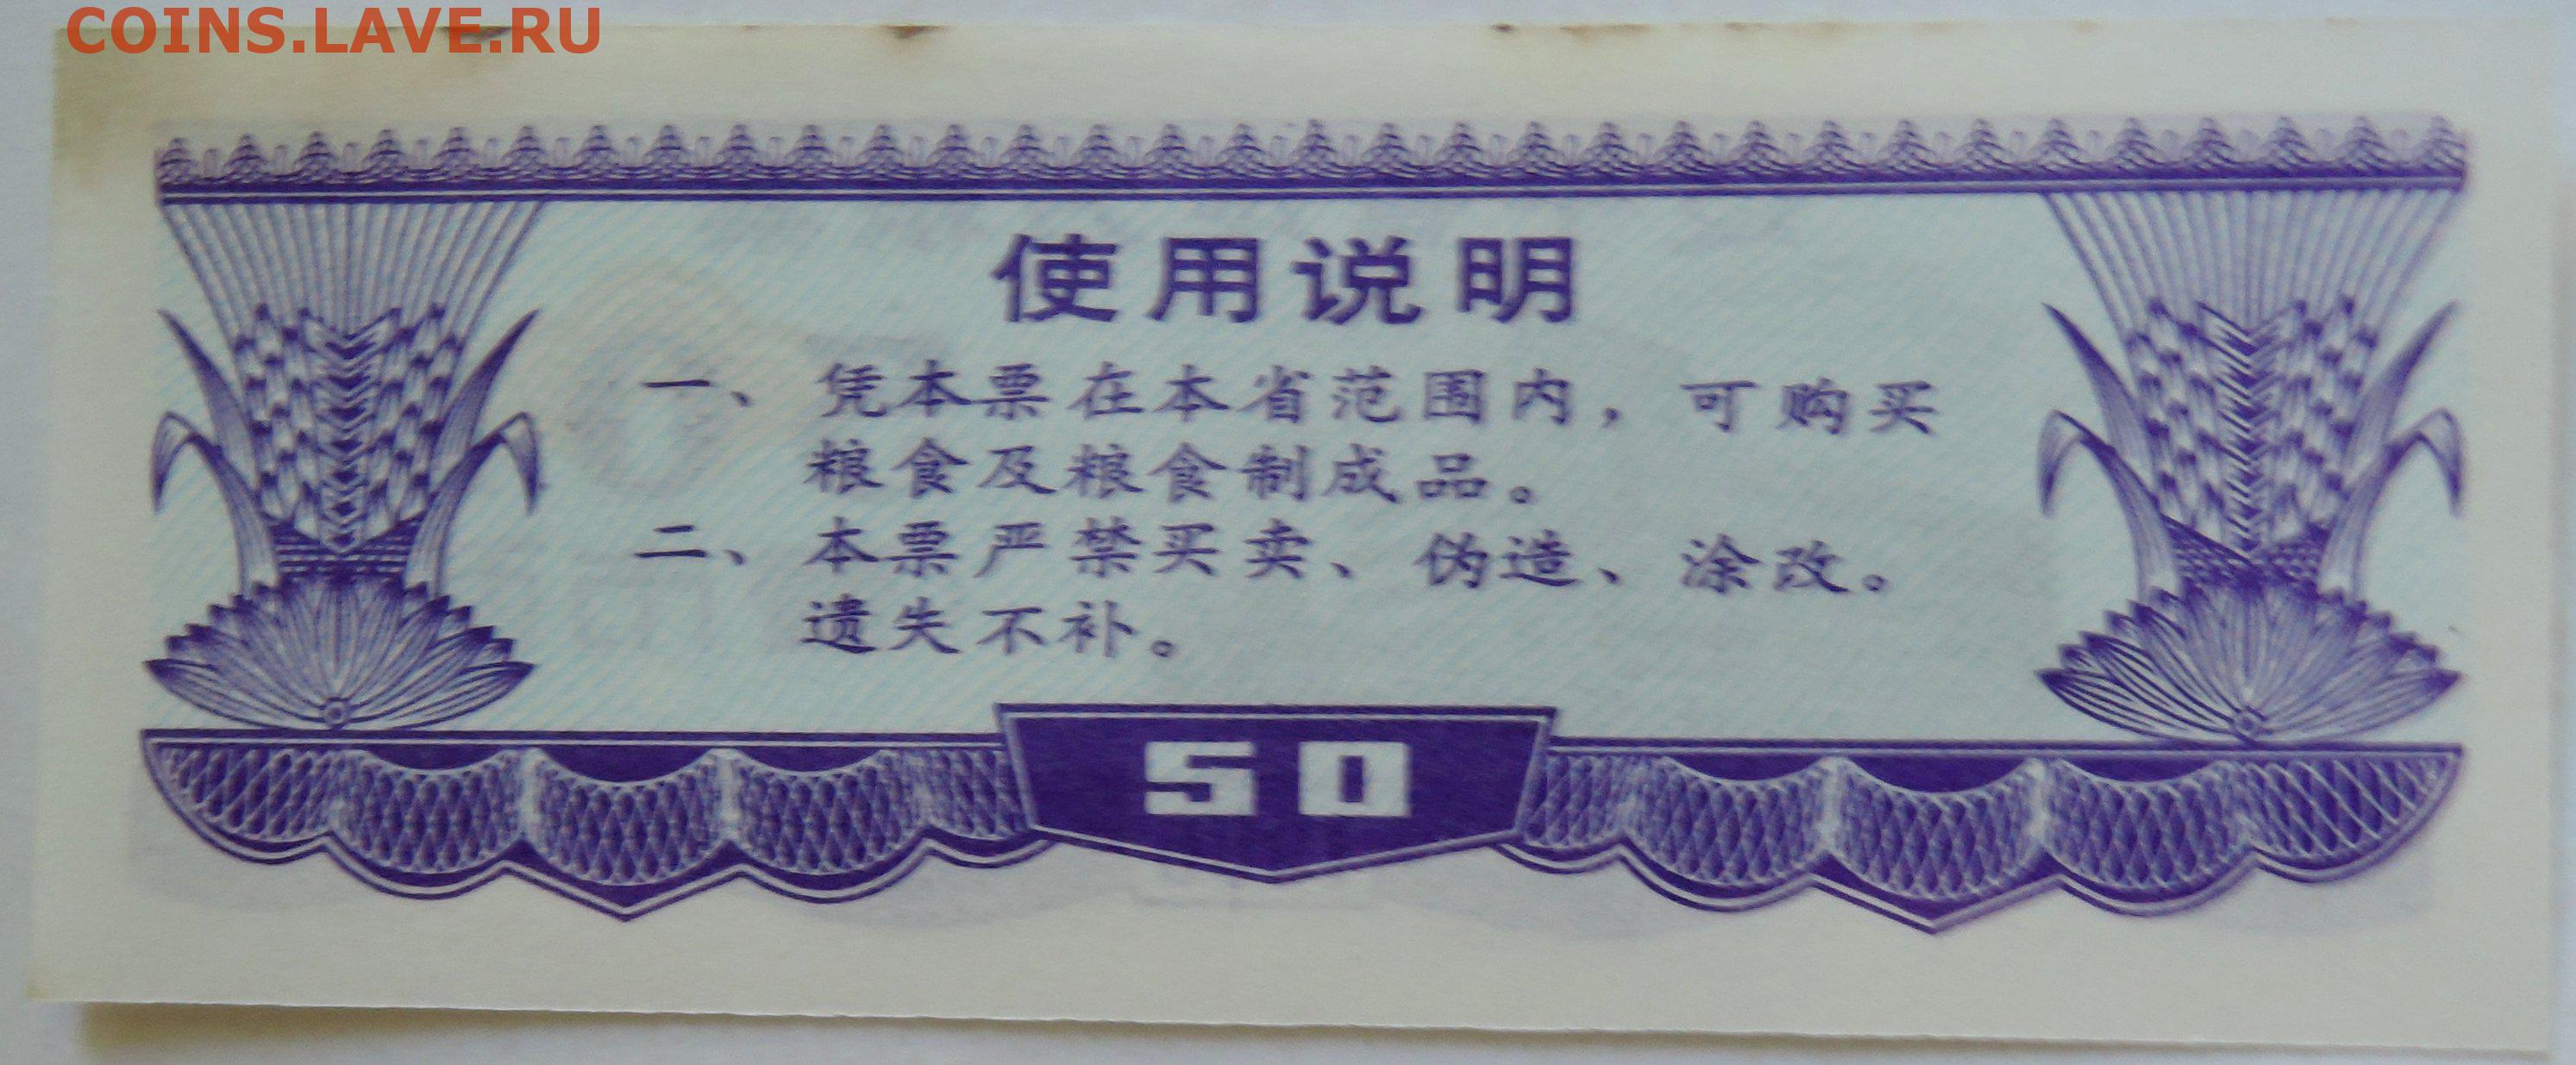 COINS.LAVE.RU
使用说明
一、凭本票在本省范围内，可购买
粮食及粮食制成品。
二、本票严禁买卖、伪造、涂改。
遗失不补。
50